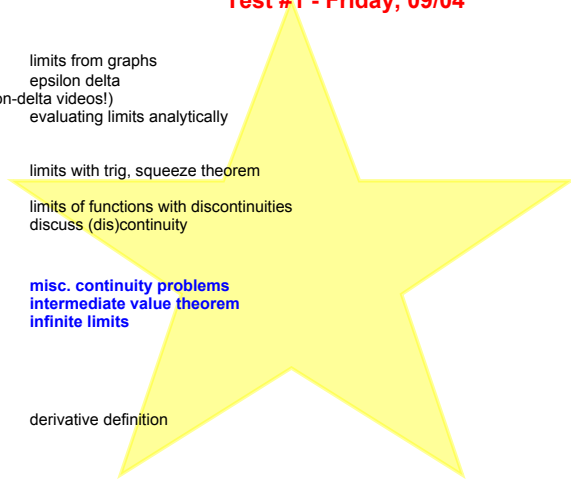 Test #1 - Friday, 09/04
limits from graphs
epsilon delta
on-delta videos!)
evaluating limits analytically
limits with trig, squeeze theorem
limits of functions with discontinuities
discuss (dis)continuity
misc. continuity problems
intermediate value theorem
infinite limits
derivative definition